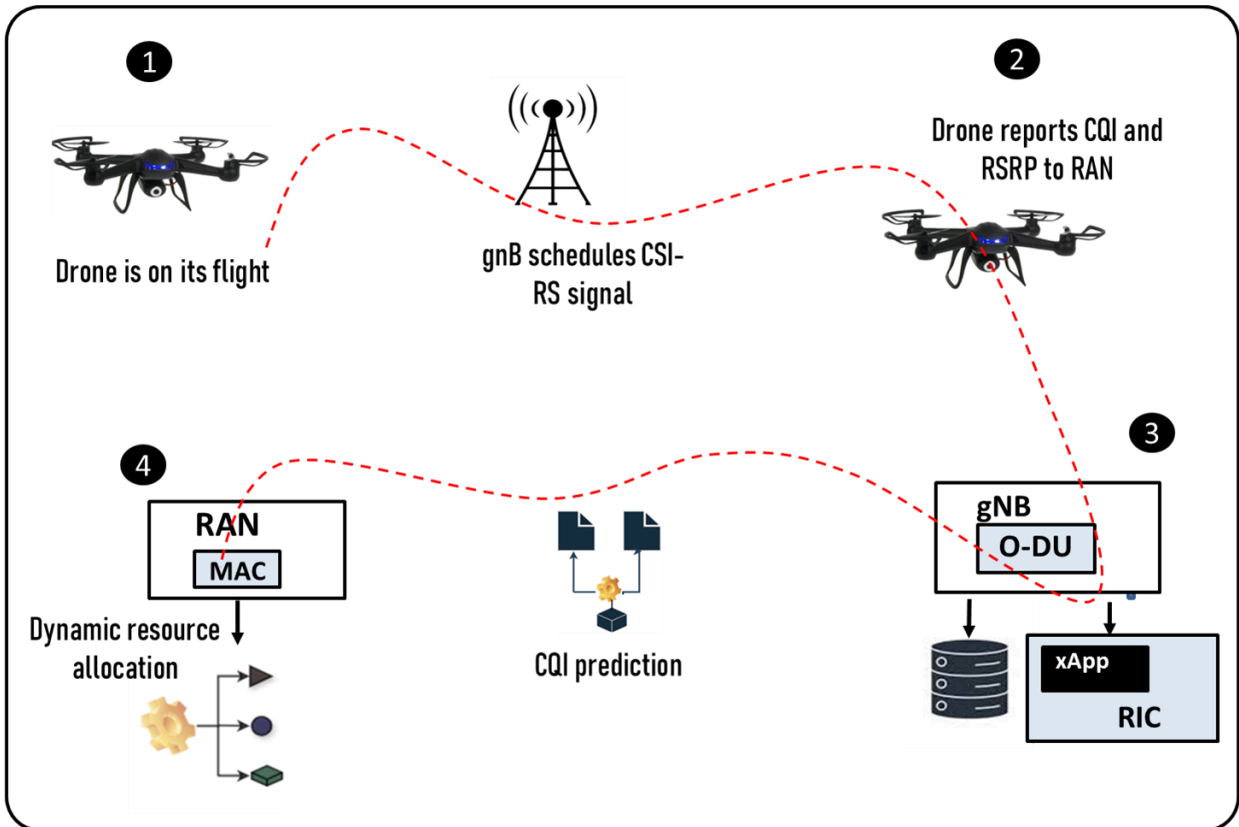 1
Drone is on its flight
gnB schedules CSI-
RS signal
2
Drone reports CQI and
RSRP to RAN
3
gNB
O-DU
xApp
RIC
CQI prediction
4
RAN
MAC
Dynamic resource
allocation